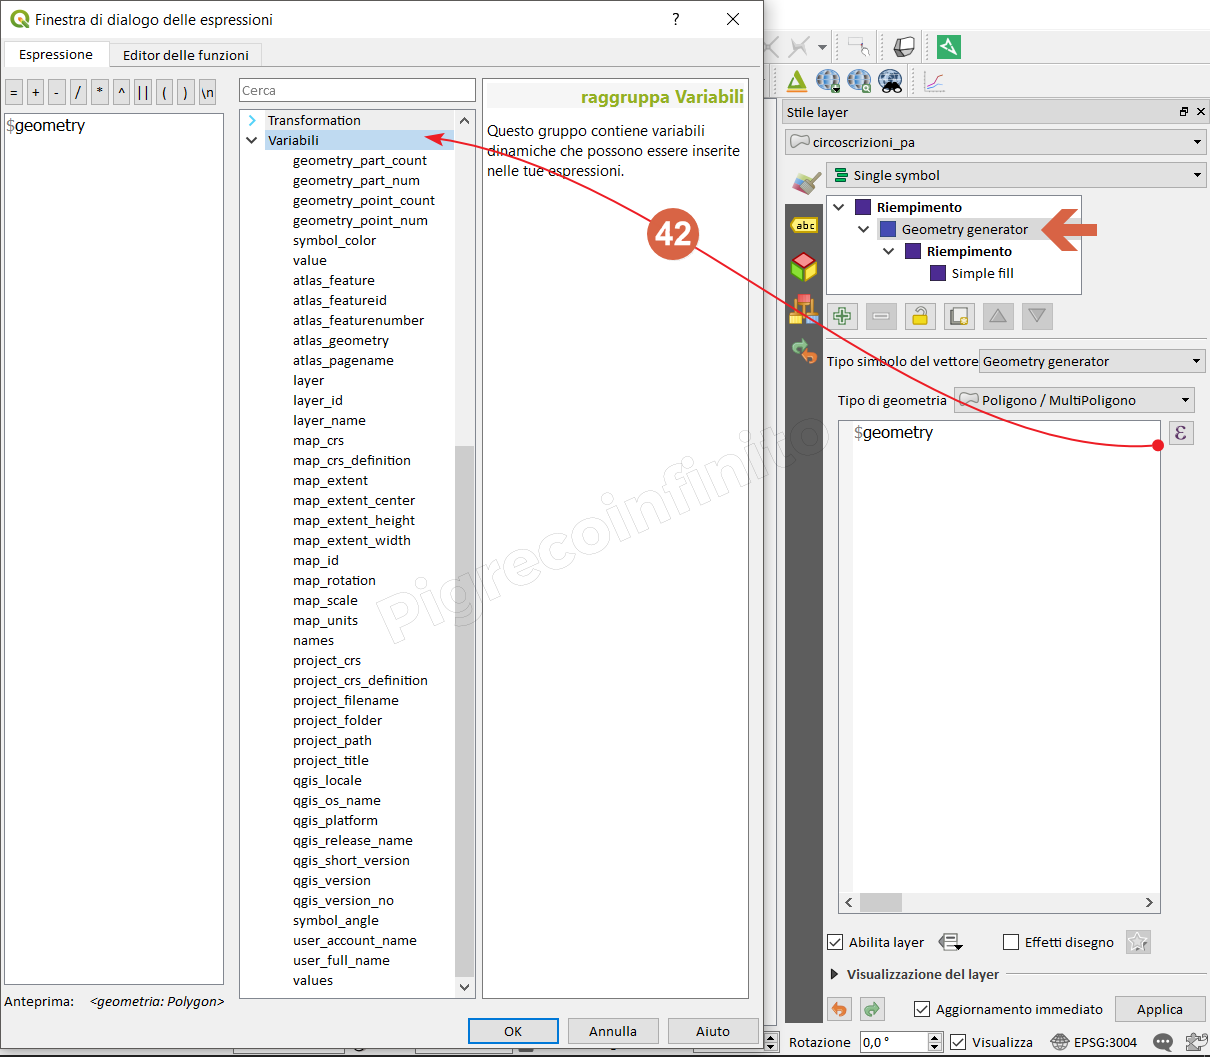 Finestra di dialogo delle espressioni
?
Espressione
Editor delle funzioni
= + - / * ^ || ( ) \n
$geometry
Anteprima: <geometria: Polygon>
Cerca
Transformation
Variabili
geometry_part_count
geometry_part_num
geometry_point_count
geometry_point_num
symbol_color
value
atlas_feature
atlas_featureid
atlas_featurenumber
atlas_geometry
atlas_pagename
layer
layer_id
layer_name
map_crs
map_crs_definition
map_extent
map_extent_center
map_extent_height
map_extent_width
map_id
map_rotation
map_scale
map_units
names
project_crs
project_crs_definition
project_filename
project_folder
project_path
project_title
qgis_locale
qgis_os_name
qgis_platform
qgis_release_name
qgis_short_version
qgis_version
qgis_version_no
symbol_angle
user_account_name
user_full_name
values
raggruppa Variabili
Questo gruppo contiene variabili
dinamiche che possono essere inserite
nelle tue espressioni.
OK
Annulla
Aiuto
42
Pigrecoinfinito
Stile layer
circoscrizioni_pa
Single symbol
abc
Riempimento
Geometry generator
Riempimento
Simple fill
Tipo simbolo del vettore Geometry generator
Tipo di geometria Poligono / MultiPoligono
$geometry
ε
Abilita layer
Effetti disegno
Visualizzazione del layer
Aggiornamento immediato
Applica
Rotazione 0,0 °
Visualizza
EPSG:3004